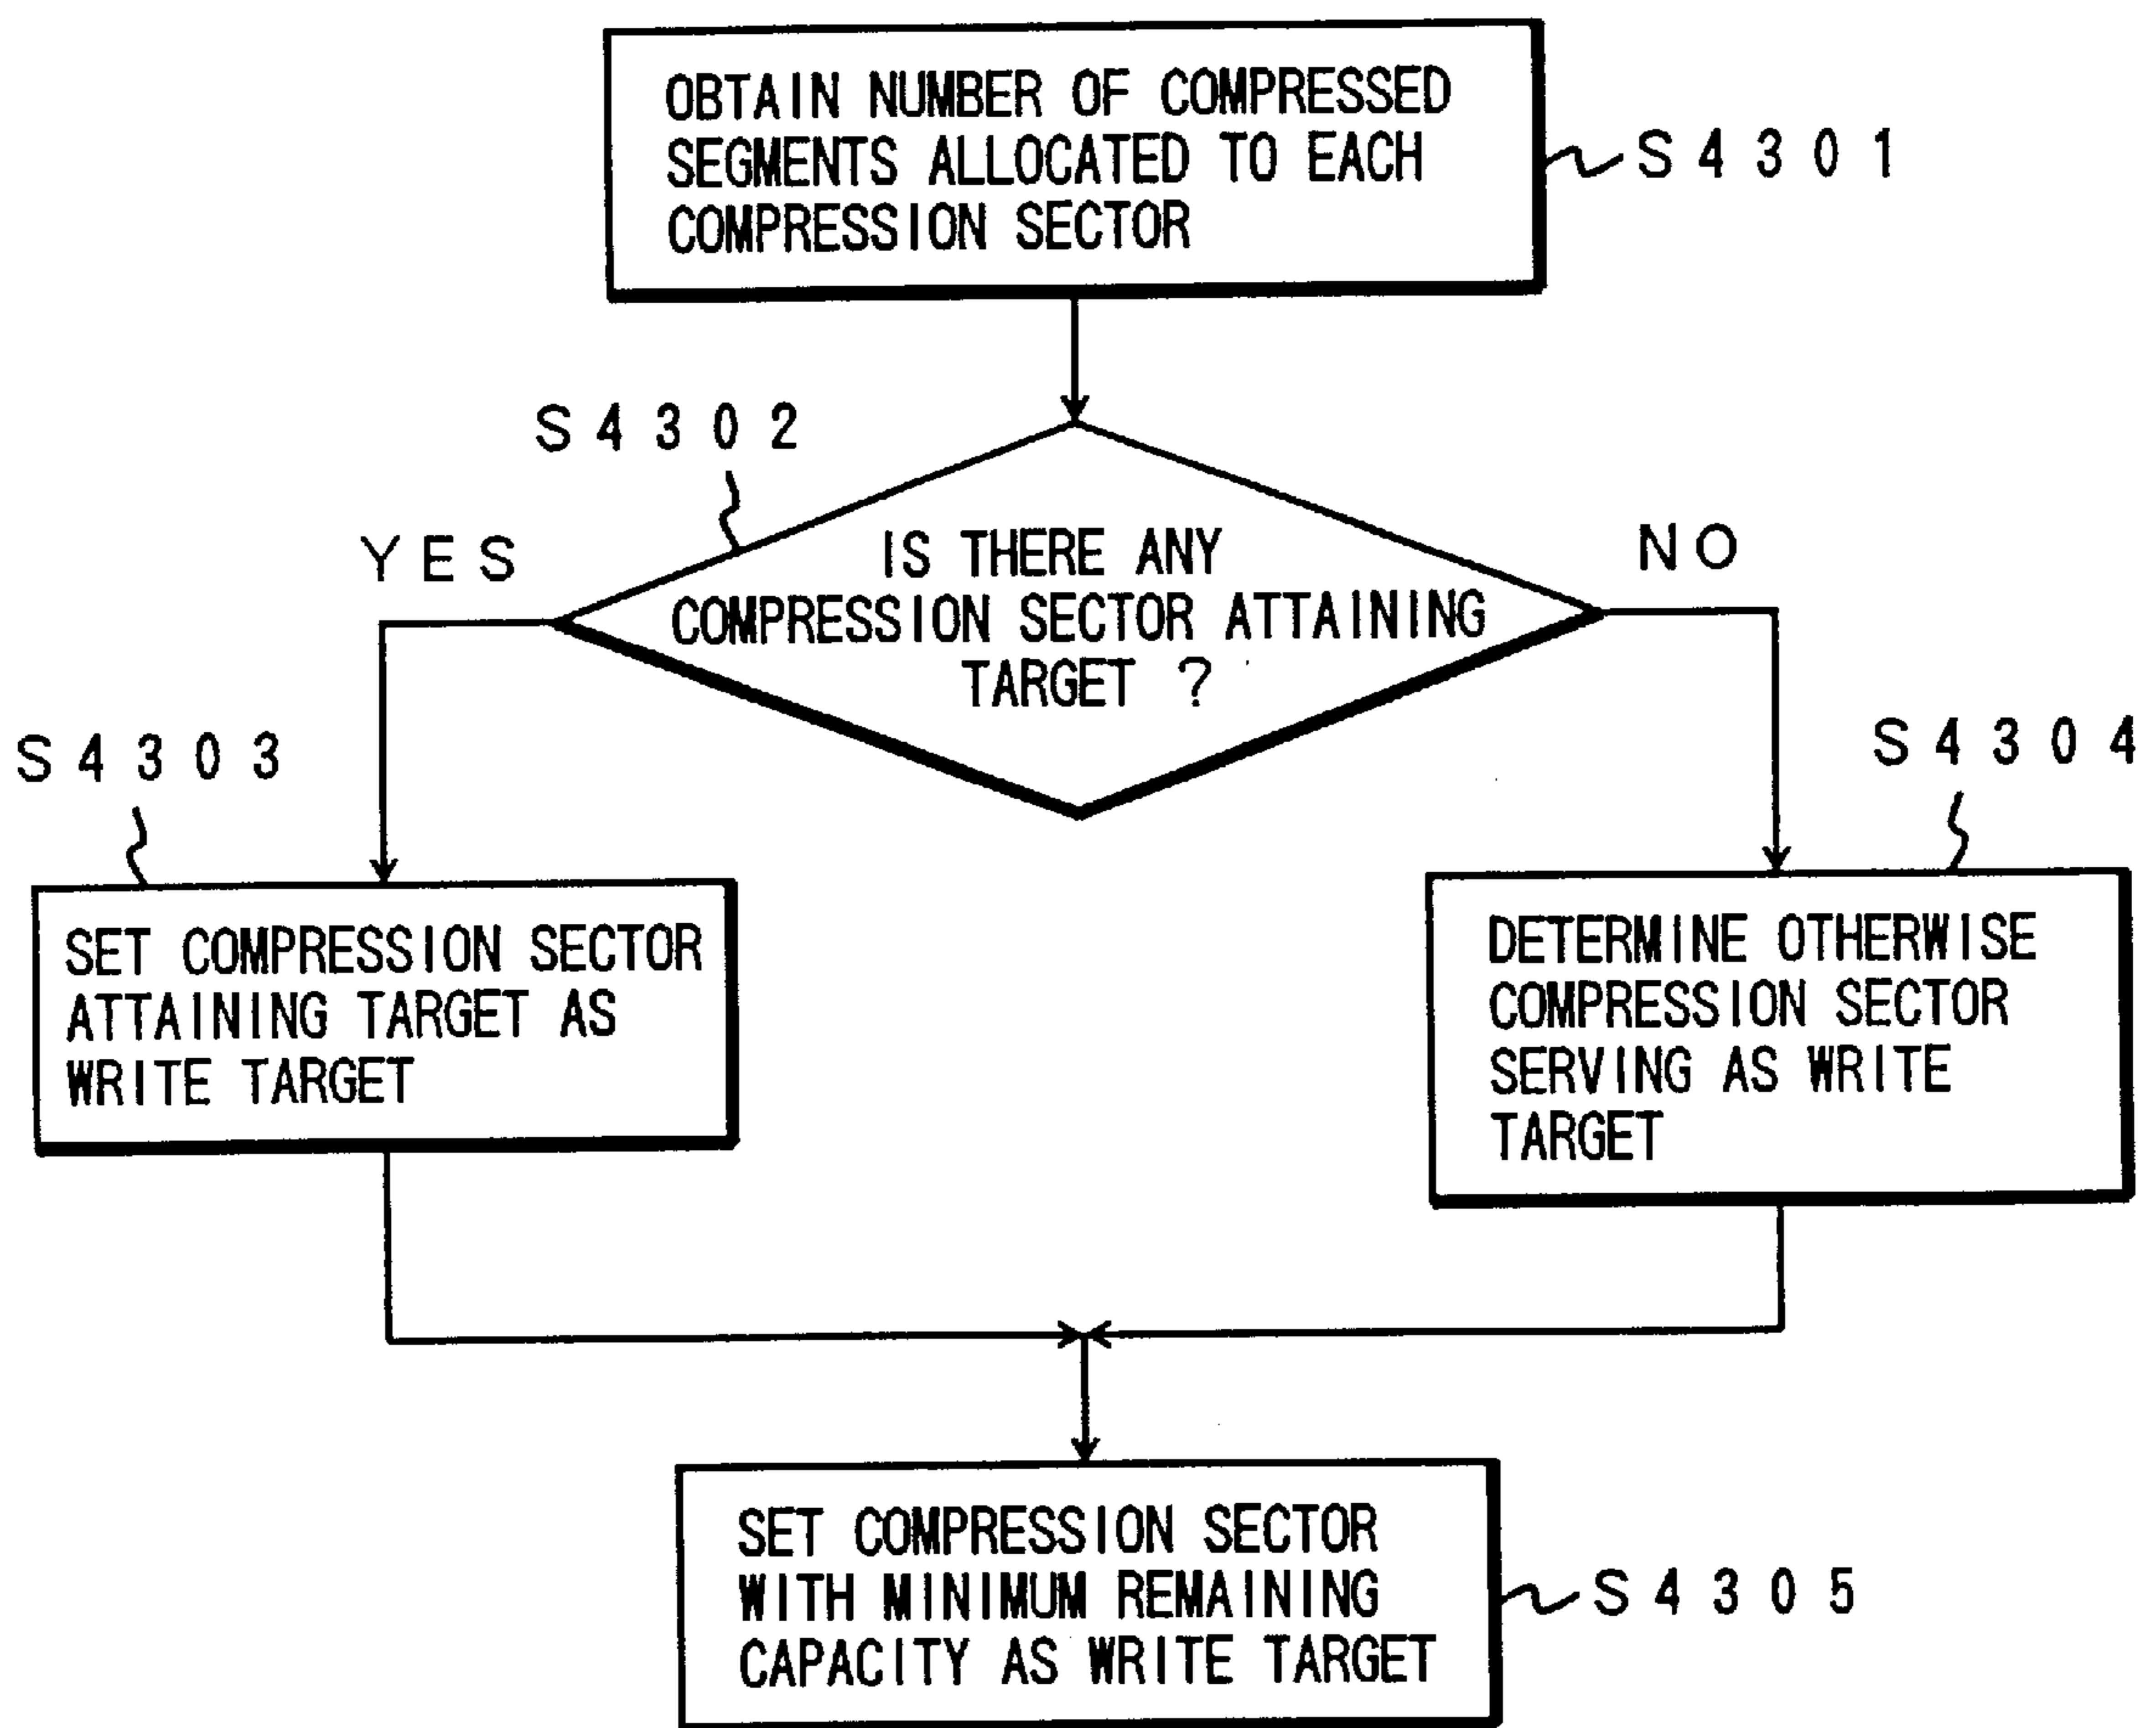 OBTAIN NUMBER OF COMPRESSED
SEGMENTS ALLOCATED TO EACH
COMPRESSION SECTOR
S4301
S4302
YES
IS THERE ANY
COMPRESSION SECTOR ATTAINING
TARGET ?
NO
S4303
S4304
SET COMPRESSION SECTOR
ATTAINING TARGET AS
WRITE TARGET
DETERMINE OTHERWISE
COMPRESSION SECTOR
SERVING AS WRITE
TARGET
SET COMPRESSION SECTOR
WITH MINIMUM REMAINING
CAPACITY AS WRITE TARGET
S4305